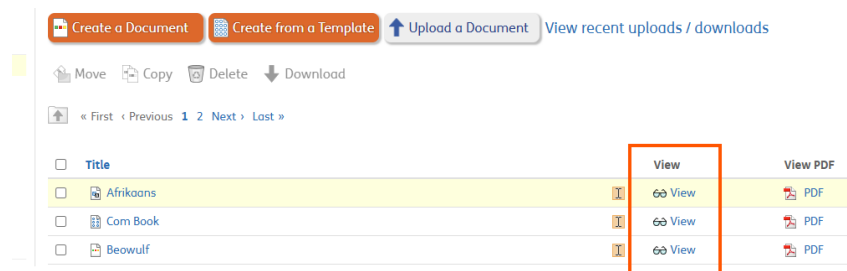 Create a Document Create from a Template Upload a Document View recent uploads / downloads
Move Copy Delete Download
« First ‹ Previous 1 2 Next › Last »
Title View View PDF
Afrikaans View PDF
Com Book View PDF
Beowulf View PDF